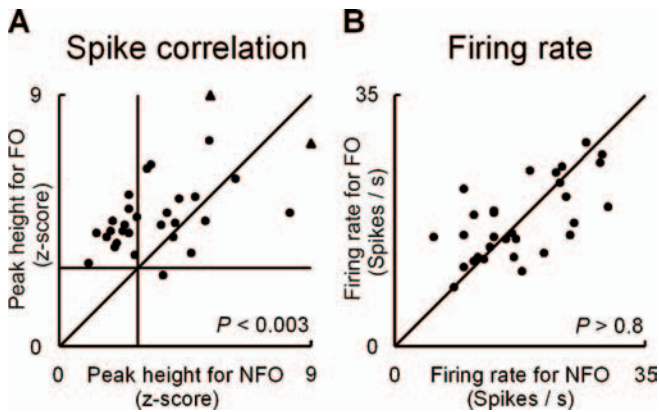 A Spike correlation
9
Peak height for FO
(z-score)
0
P < 0.003
0 Peak height for NFO 9
(z-score)
B Firing rate
35
Firing rate for FO
(Spikes / s)
0
P > 0.8
0 Firing rate for NFO 35
(Spikes / s)